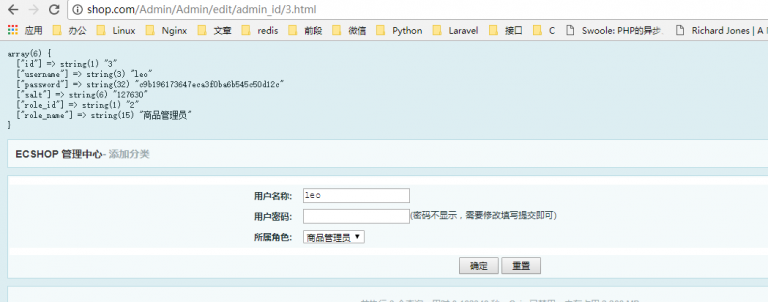 shop.com/Admin/Admin/edit/admin_id/3.html
应用 办公 Linux Nginx 文章 redis 前段 微信 Python Laravel 接口 C Swoole: PHP的异步 Richard Jones | A
array(6) {
["id"] => string(1) "3"
["username"] => string(3) "leo"
["password"] => string(32) "c9b196173647eca3f0ba6b545c50d12c"
["salt"] => string(6) "127630"
["role_id"] => string(1) "2"
["role_name"] => string(15) "商品管理员"
}
ECSHOP 管理中心- 添加分类
用户名称: leo
用户密码: (密码不显示，需要修改填写提交即可)
所属角色: 商品管理员
确定 重置